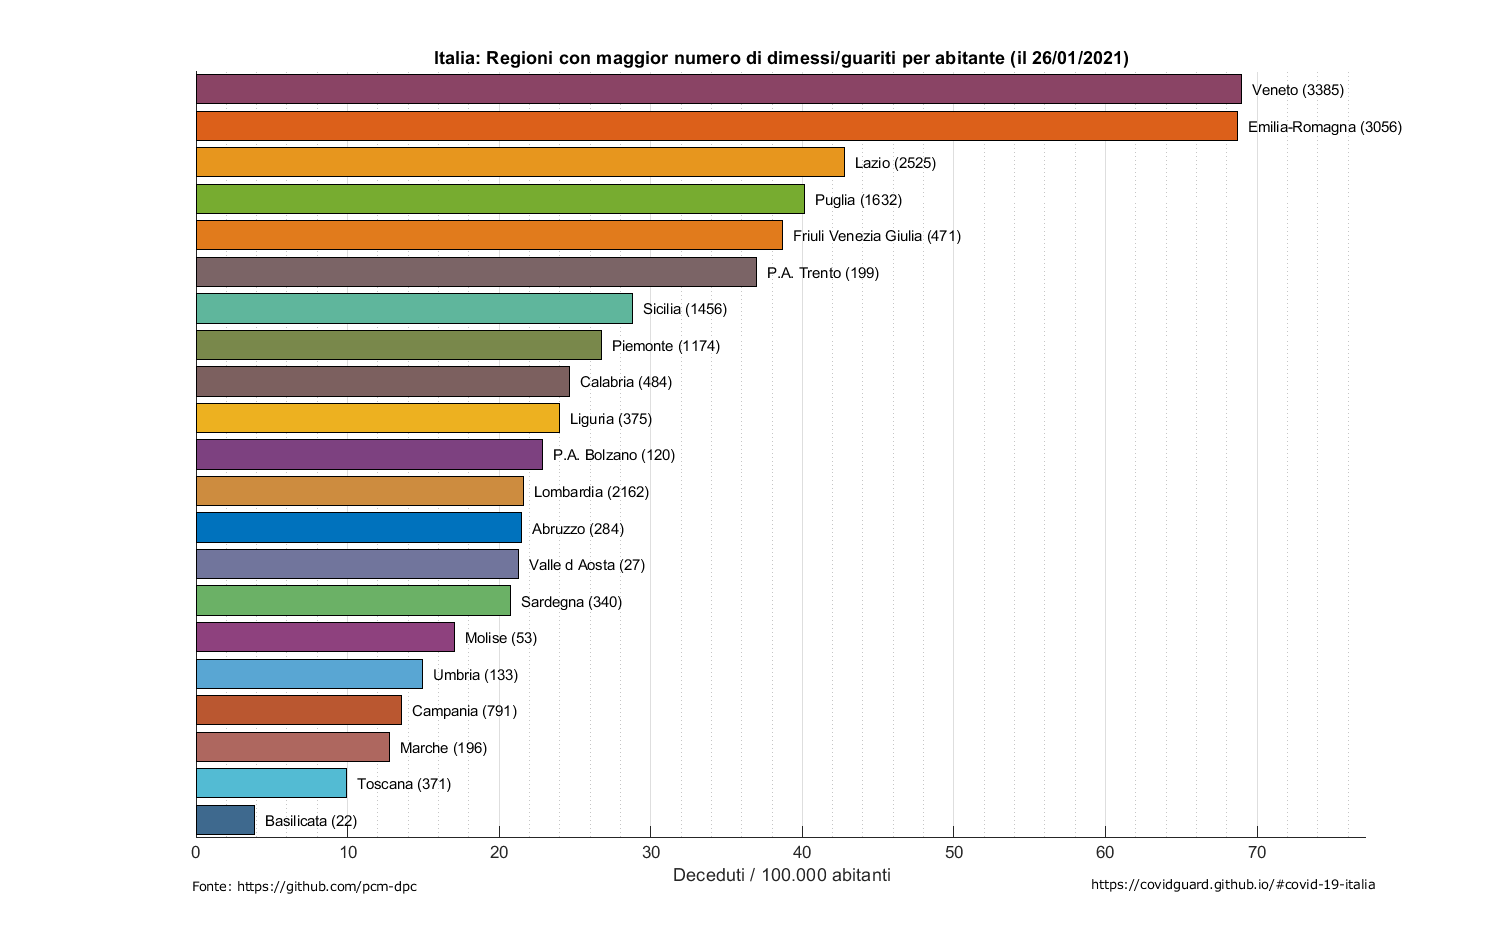 Italia: Regioni con maggior numero di dimessi/guariti per abitante (il 26/01/2021)
Veneto (3385)
Emilia-Romagna (3056)
Lazio (2525)
Puglia (1632)
Friuli Venezia Giulia (471)
P.A. Trento (199)
Sicilia (1456)
Piemonte (1174)
Calabria (484)
Liguria (375)
P.A. Bolzano (120)
Lombardia (2162)
Abruzzo (284)
Valle d Aosta (27)
Sardegna (340)
Molise (53)
Umbria (133)
Campania (791)
Marche (196)
Toscana (371)
Basilicata (22)
0 10 20 30 40 50 60 70
Deceduti / 100.000 abitanti
Fonte: https://github.com/pcm-dpc
https://covidguard.github.io/#covid-19-italia